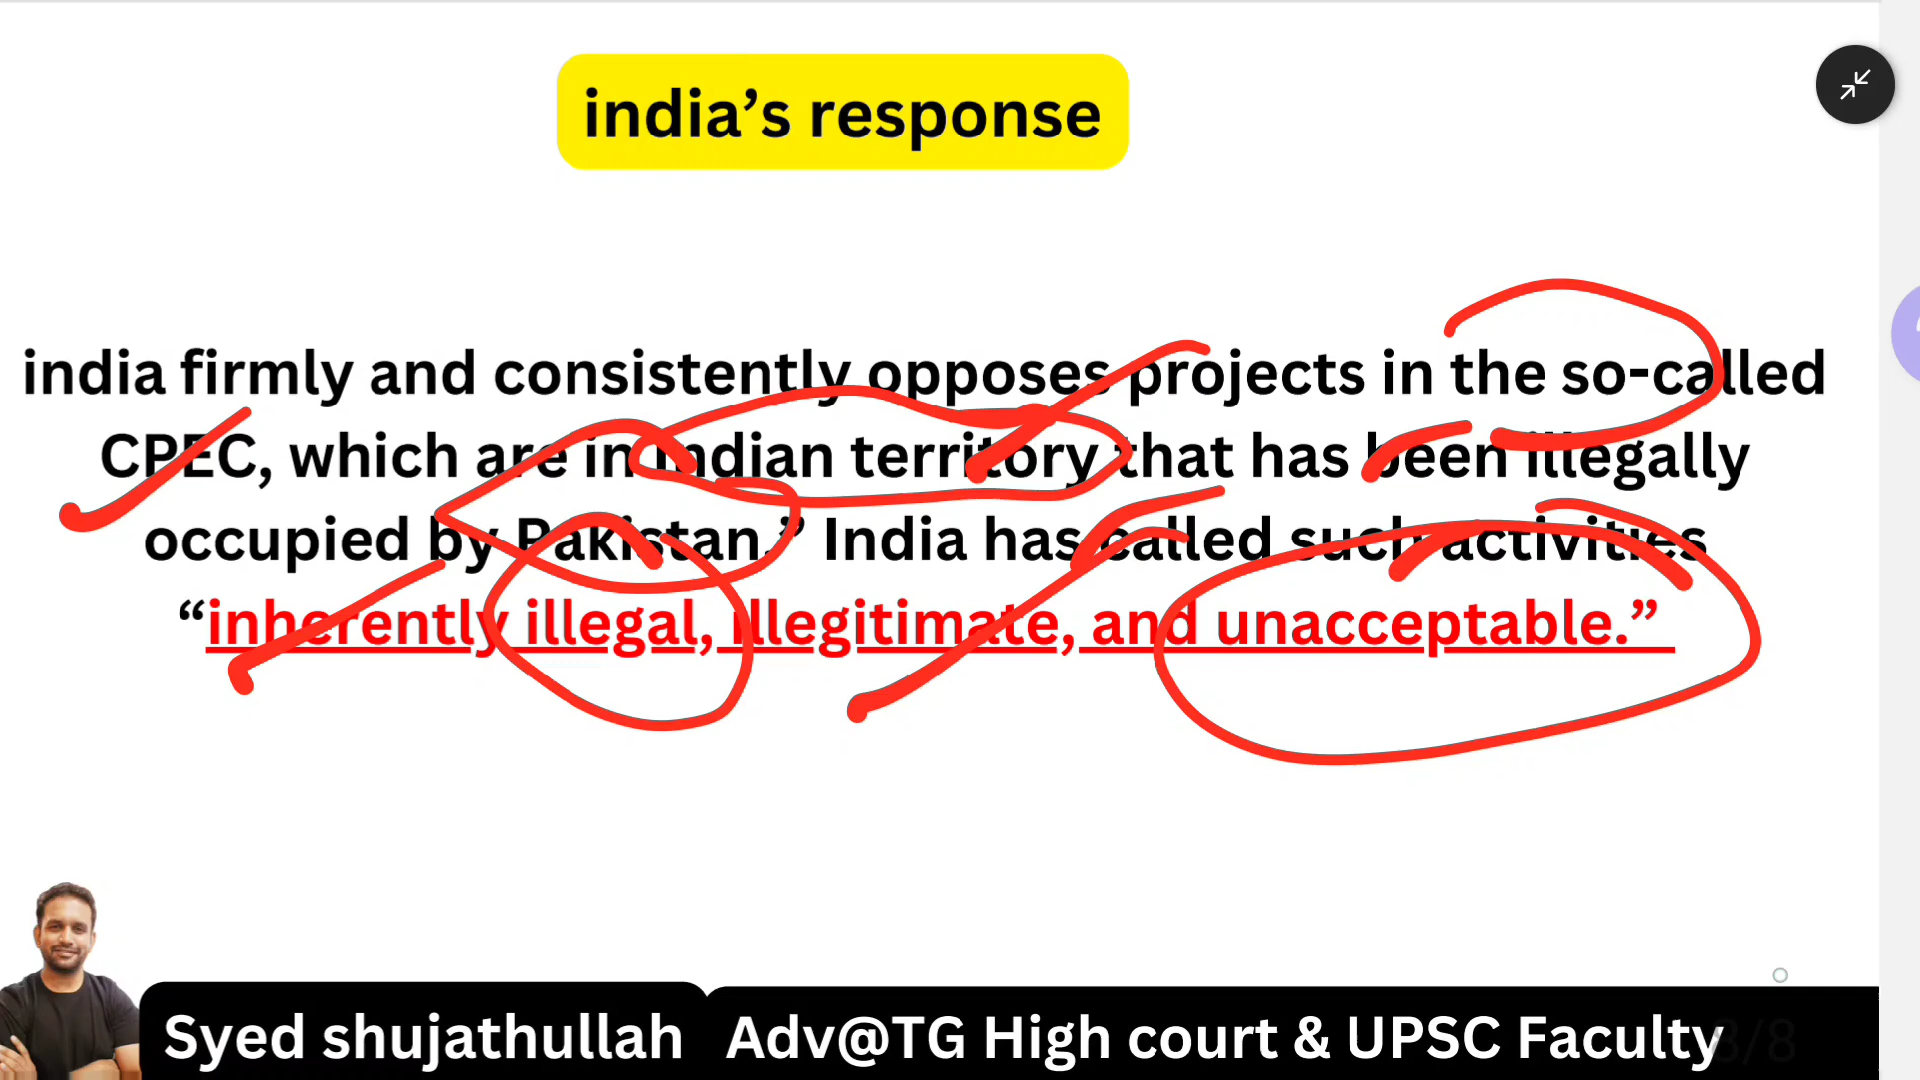 india’s response
india firmly and consistently opposes projects in the so-called
CPEC, which are in Indian territory that has been illegally
occupied by Pakistan.” India has called such activities
“inherently illegal, illegitimate, and unacceptable.”
Syed shujathullah Adv@TG High court & UPSC Faculty
8/8